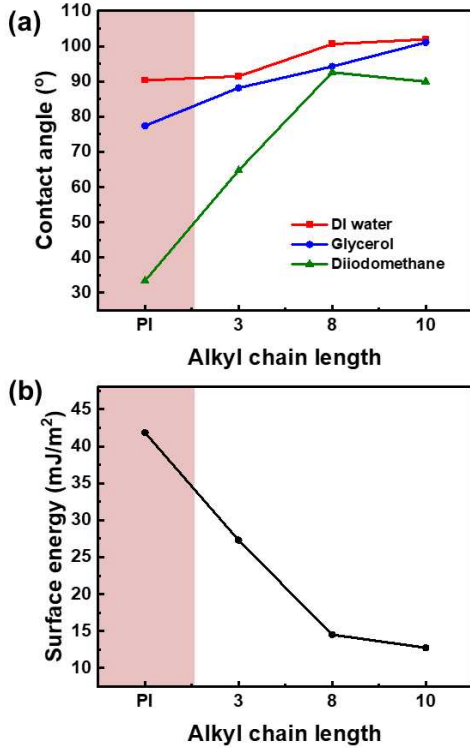 (a)
Contact angle (º)
110
100
90
80
70
60
50
40
30
DI water
Glycerol
Diiodomethane
PI
3
8
10
Alkyl chain length
(b)
Surface energy (mJ/m²)
45
40
35
30
25
20
15
10
PI
3
8
10
Alkyl chain length